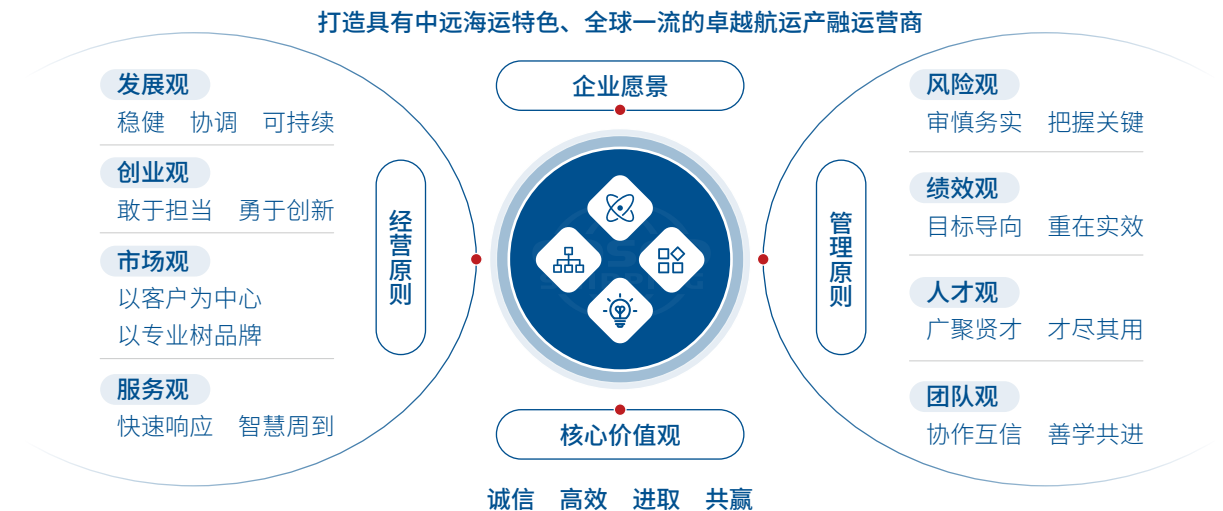 打造具有中远海运特色、全球一流的卓越航运产融运营商
企业愿景
经营原则
发展观
稳健 协调 可持续
创业观
敢于担当 勇于创新
市场观
以客户为中心
以专业树品牌
服务观
快速响应 智慧周到
管理原则
风险观
审慎务实 把握关键
绩效观
目标导向 重在实效
人才观
广聚贤才 才尽其用
团队观
协作互信 善学共进
核心价值观
诚信 高效 进取 共赢